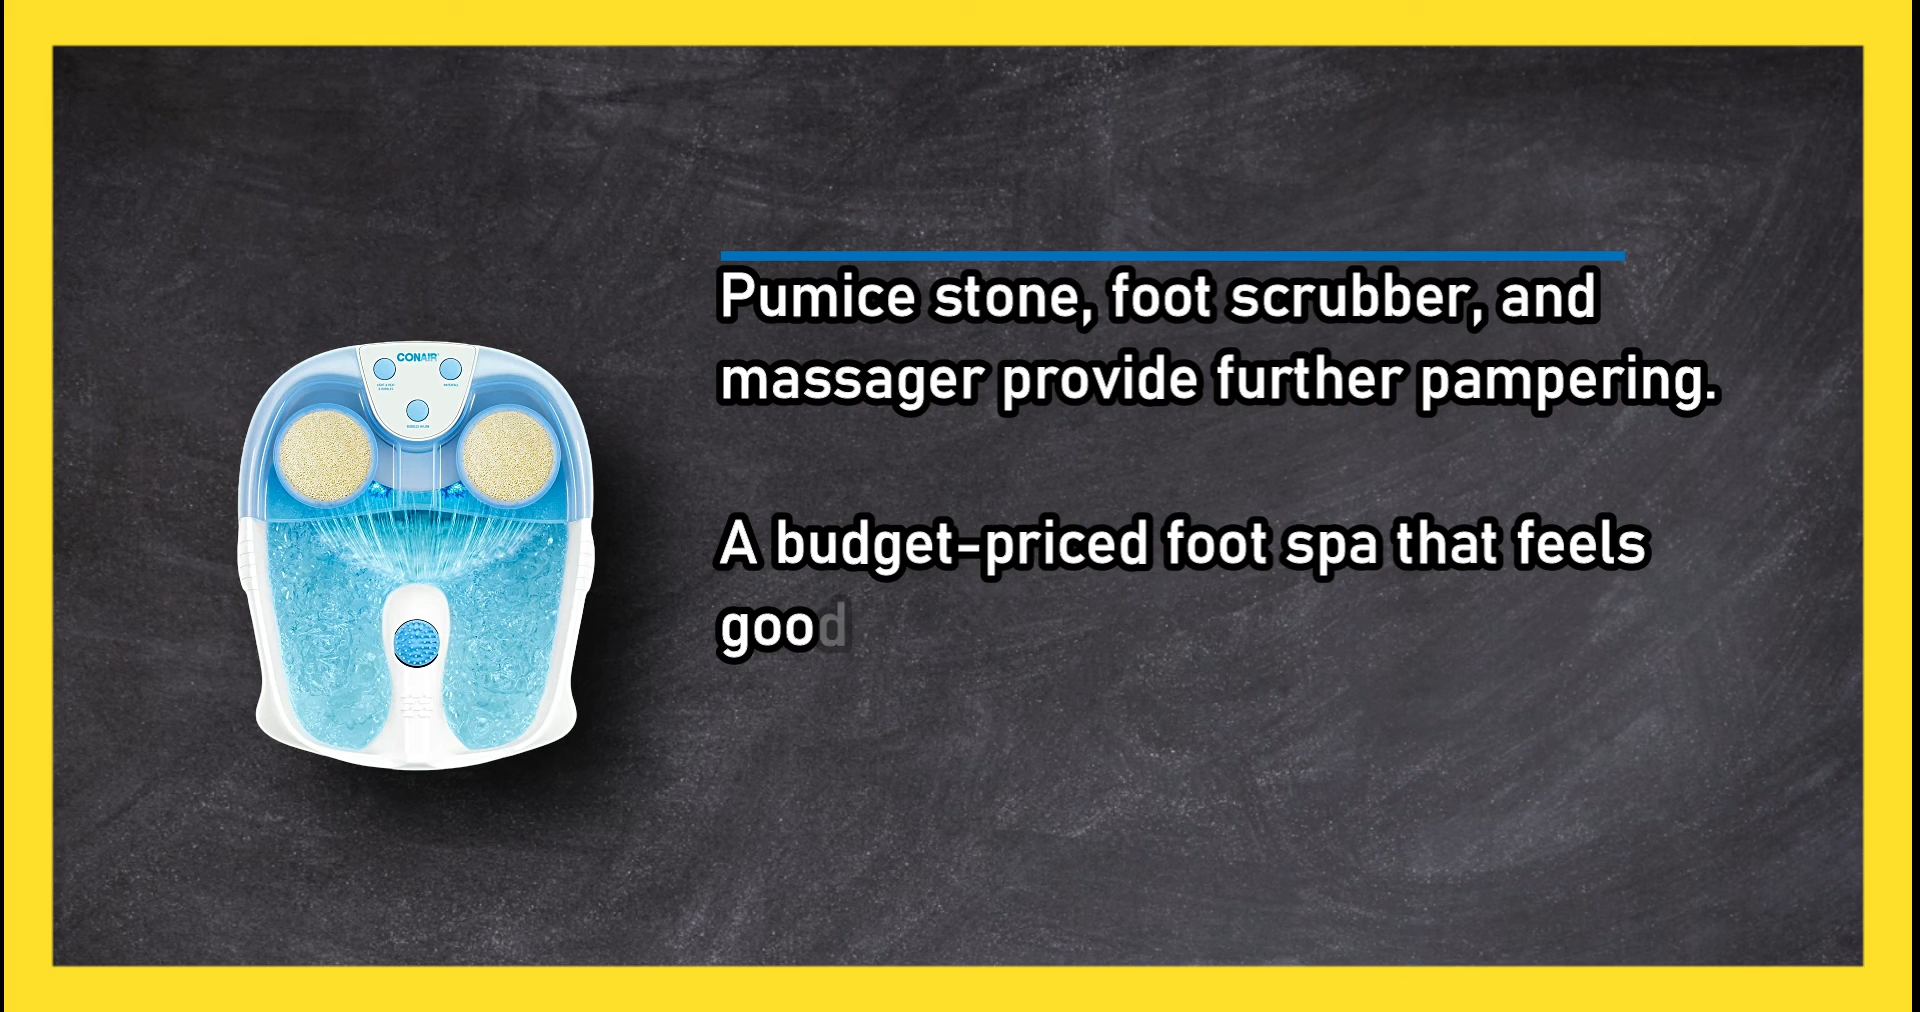 CONAIR
Pumice stone, foot scrubber, and
massager provide further pampering.
A budget-priced foot spa that feels
good